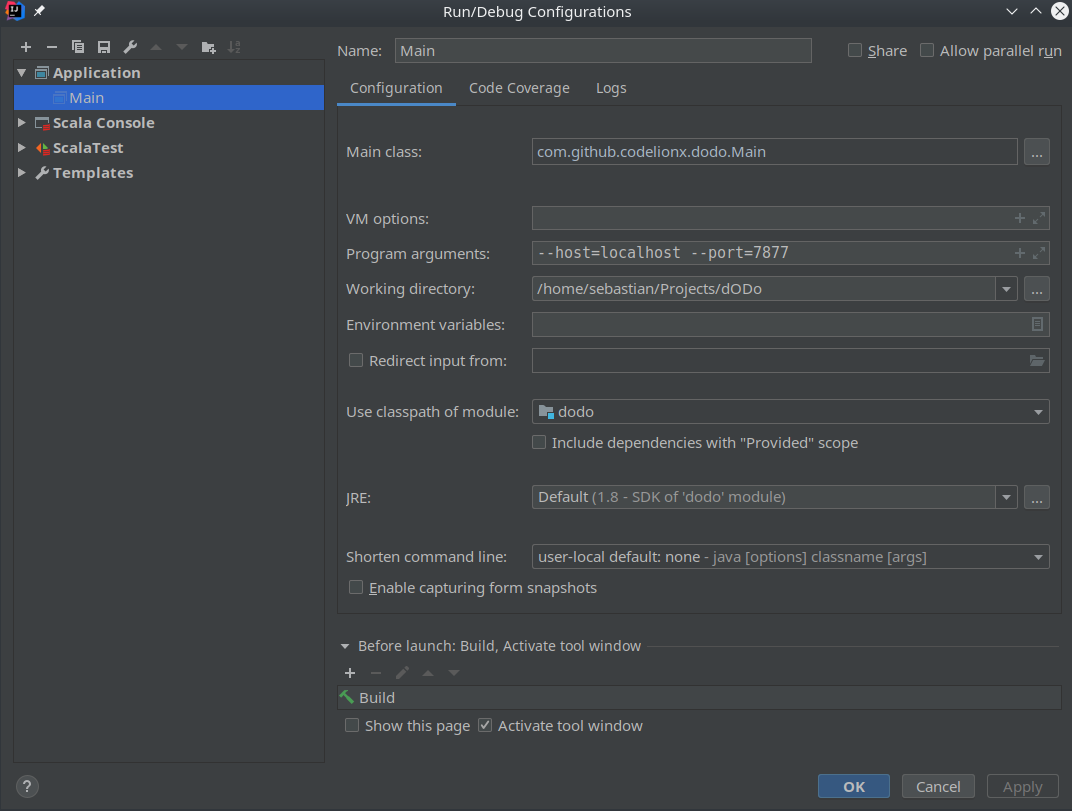 Run/Debug Configurations
Name: Main Share Allow parallel run
Application
Main
Scala Console
ScalaTest
Templates
Configuration Code Coverage Logs
Main class: com.github.codelionx.dodo.Main ...
VM options:
Program arguments: --host=localhost --port=7877
Working directory: /home/sebastian/Projects/dODo ...
Environment variables:
Redirect input from:
Use classpath of module: dodo
Include dependencies with "Provided" scope
JRE: Default (1.8 - SDK of 'dodo' module) ...
Shorten command line: user-local default: none - java [options] classname [args]
Enable capturing form snapshots
Before launch: Build, Activate tool window
Build
Show this page Activate tool window
? OK Cancel Apply